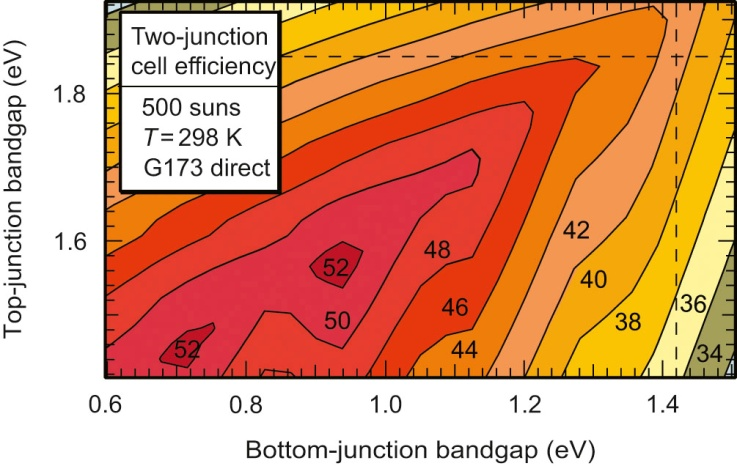 Two-junction
cell efficiency
500 suns
T = 298 K
G173 direct
Top-junction bandgap (eV)
1.8
1.6
52
52
50
48
46
44
42
40
38
36
34
0.6
0.8
1.0
1.2
1.4
Bottom-junction bandgap (eV)